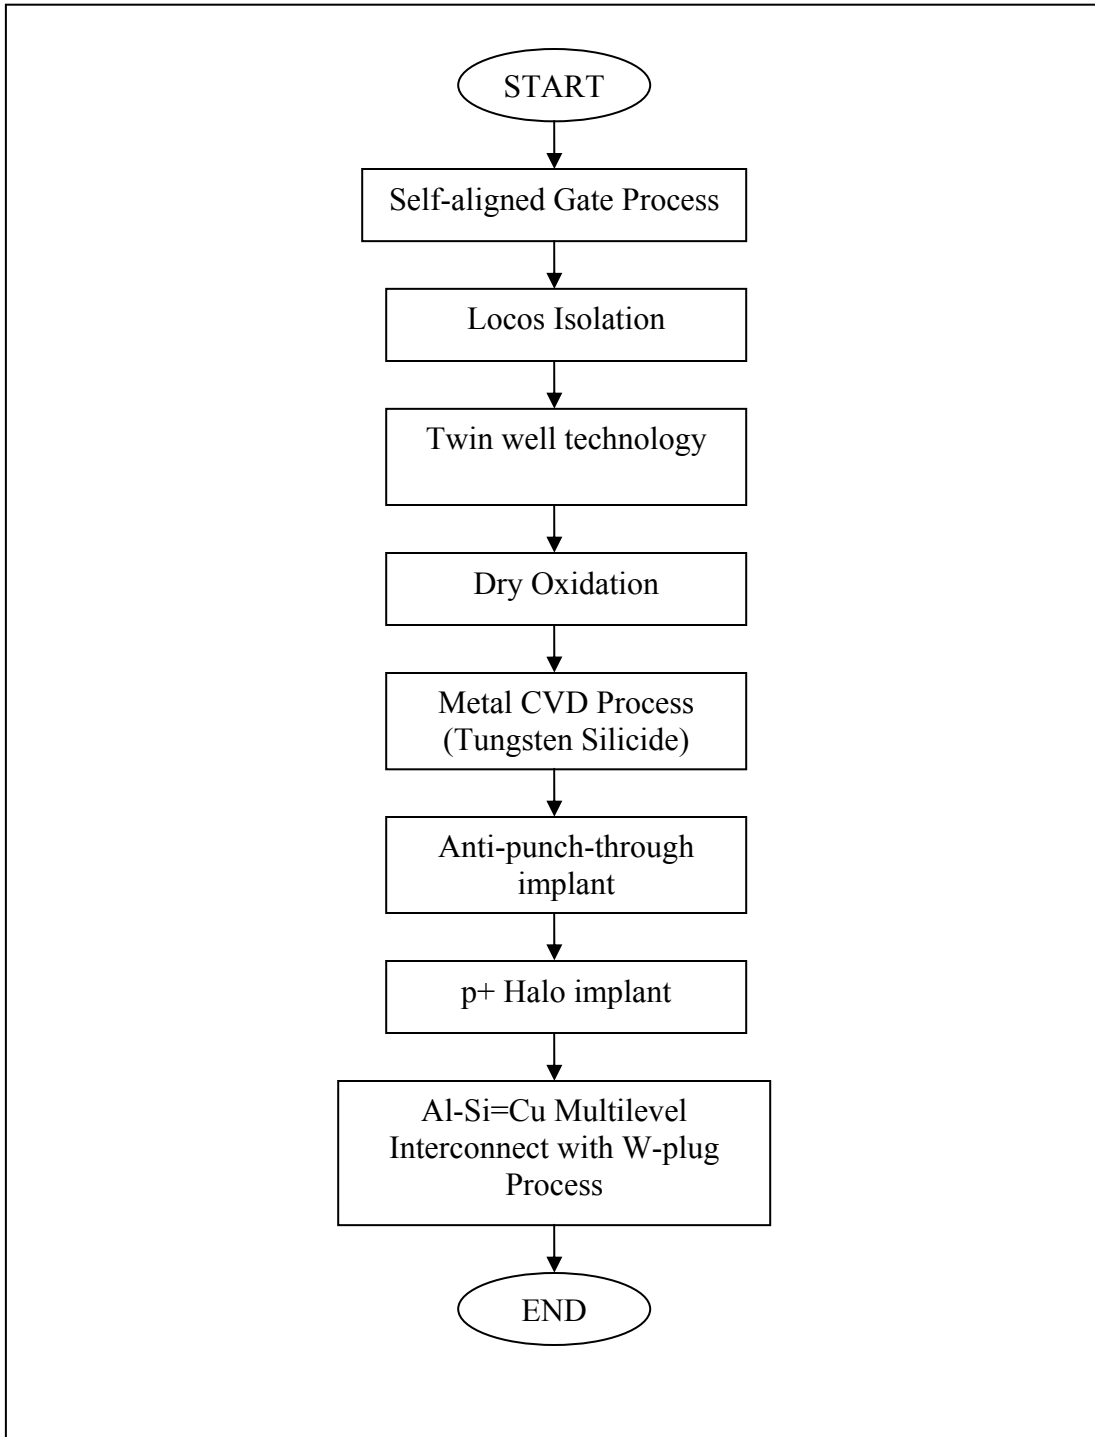 START
Self-aligned Gate Process
Locos Isolation
Twin well technology
Dry Oxidation
Metal CVD Process
(Tungsten Silicide)
Anti-punch-through
implant
p+ Halo implant
Al-Si=Cu Multilevel
Interconnect with W-plug
Process
END